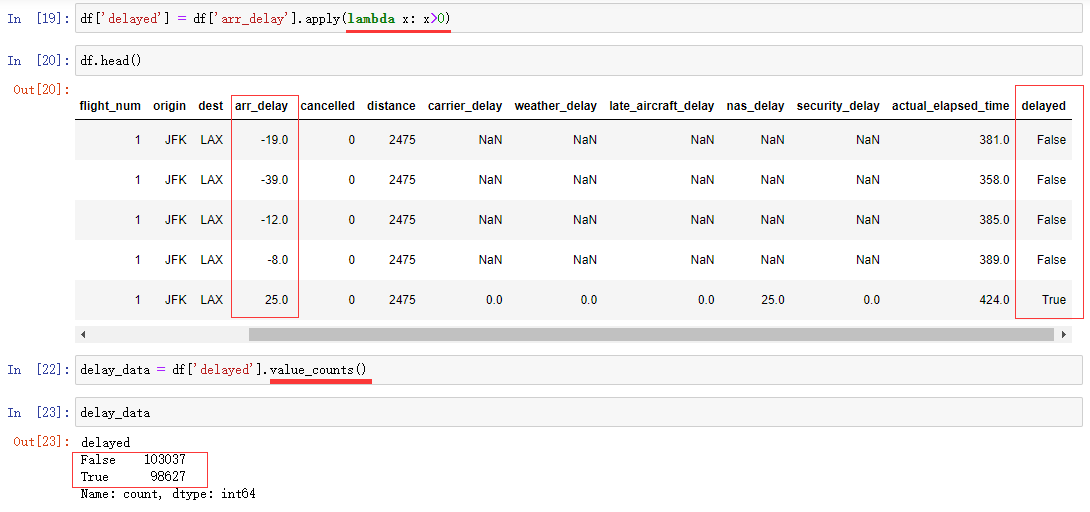 In [19]: df['delayed'] = df['arr_delay'].apply(lambda x: x>0)
In [20]: df.head()
Out[20]:
flight_num origin dest arr_delay cancelled distance carrier_delay weather_delay late_aircraft_delay nas_delay security_delay actual_elapsed_time delayed
1 JFK LAX -19.0 0 2475 NaN NaN NaN NaN NaN 381.0 False
1 JFK LAX -39.0 0 2475 NaN NaN NaN NaN NaN 358.0 False
1 JFK LAX -12.0 0 2475 NaN NaN NaN NaN NaN 385.0 False
1 JFK LAX -8.0 0 2475 NaN NaN NaN NaN NaN 389.0 False
1 JFK LAX 25.0 0 2475 0.0 0.0 0.0 25.0 0.0 424.0 True
In [22]: delay_data = df['delayed'].value_counts()
In [23]: delay_data
Out[23]: delayed
False 103037
True 98627
Name: count, dtype: int64